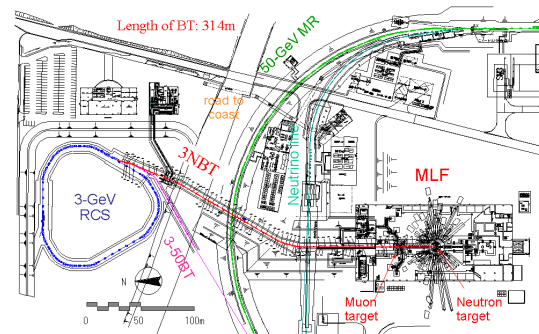 Length of BT: 314m
50-GeV MR
road to
coast
3NBT
Neutrino line
MLF
3-GeV
RCS
3-50BT
N
Muon
target
Neutron
target
0
50
100m